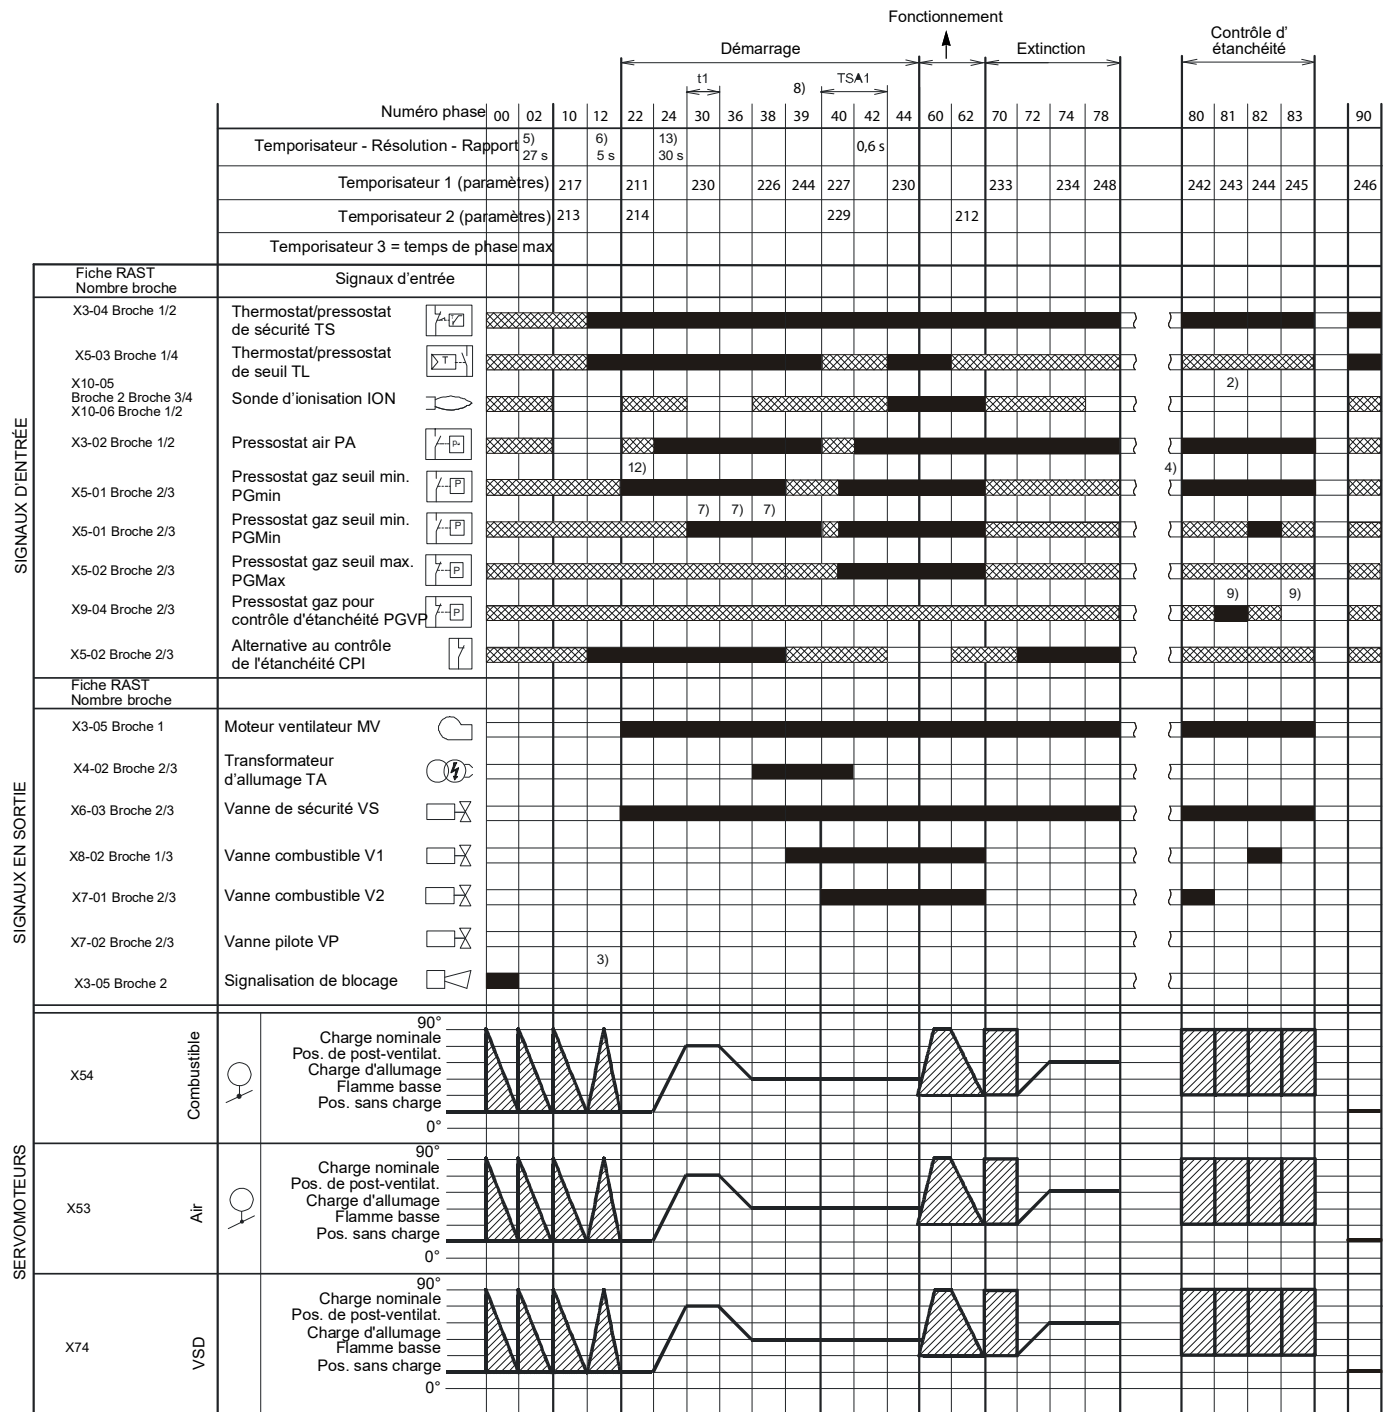 Fonctionnement
Démarrage
Extinction
Contrôle d'
étanchéité
t1
8)
TSA1
Numéro phase 00 02 10 12 22 24 30 36 38 39 40 42 44 60 62 70 72 74 78 80 81 82 83 90
Temporisateur - Résolution - Rapport 5) 27 s 6) 5 s 13) 30 s 0,6 s
Temporisateur 1 (paramètres) 217 211 230 226 244 227 230 233 234 248 242 243 244 245 246
Temporisateur 2 (paramètres) 213 214 229 212
Temporisateur 3 = temps de phase max
Fiche RAST
Nombre broche
Signaux d'entrée
SIGNAUX D'ENTRÉE
X3-04 Broche 1/2
Thermostat/pressostat
de sécurité TS
X5-03 Broche 1/4
Thermostat/pressostat
de seuil TL
T
2)
X10-05
Broche 2 Broche 3/4
X10-06 Broche 1/2
Sonde d'ionisation ION
X3-02 Broche 1/2
Pressostat air PA
12)
4)
X5-01 Broche 2/3
Pressostat gaz seuil min.
PGmin
P
7) 7) 7)
X5-01 Broche 2/3
Pressostat gaz seuil min.
PGMin
P
X5-02 Broche 2/3
Pressostat gaz seuil max.
PGMax
P
9) 9)
X9-04 Broche 2/3
Pressostat gaz pour
contrôle d'étanchéité PGVP
P
X5-02 Broche 2/3
Alternative au contrôle
de l'étanchéité CPI
Fiche RAST
Nombre broche
SIGNAUX EN SORTIE
X3-05 Broche 1
Moteur ventilateur MV
X4-02 Broche 2/3
Transformateur
d'allumage TA
X6-03 Broche 2/3
Vanne de sécurité VS
X8-02 Broche 1/3
Vanne combustible V1
X7-01 Broche 2/3
Vanne combustible V2
X7-02 Broche 2/3
Vanne pilote VP
3)
X3-05 Broche 2
Signalisation de blocage
SERVOMOTEURS
X54
Combustible
90°
Charge nominale
Pos. de post-ventilat.
Charge d'allumage
Flamme basse
Pos. sans charge
0°
X53
Air
90°
Charge nominale
Pos. de post-ventilat.
Charge d'allumage
Flamme basse
Pos. sans charge
0°
X74
VSD
90°
Charge nominale
Pos. de post-ventilat.
Charge d'allumage
Flamme basse
Pos. sans charge
0°